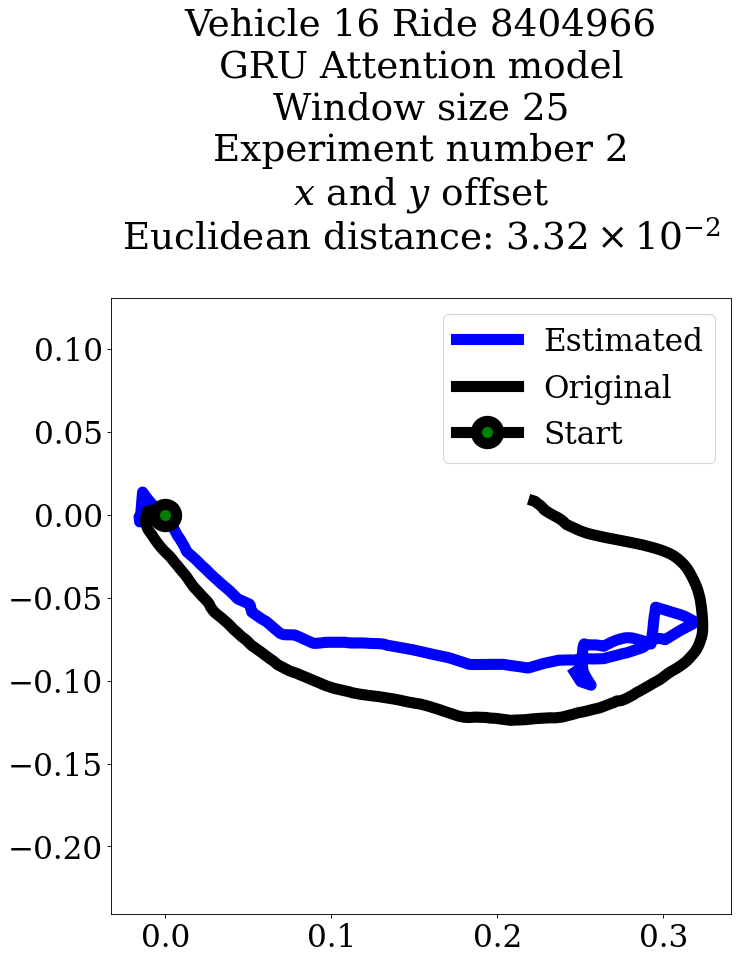 Vehicle 16 Ride 8404966
GRU Attention model
Window size 25
Experiment number 2
x and y offset
Euclidean distance: 3.32 × 10⁻²
Estimated
Original
Start
0.10
0.05
0.00
−0.05
−0.10
−0.15
−0.20
0.0 0.1 0.2 0.3